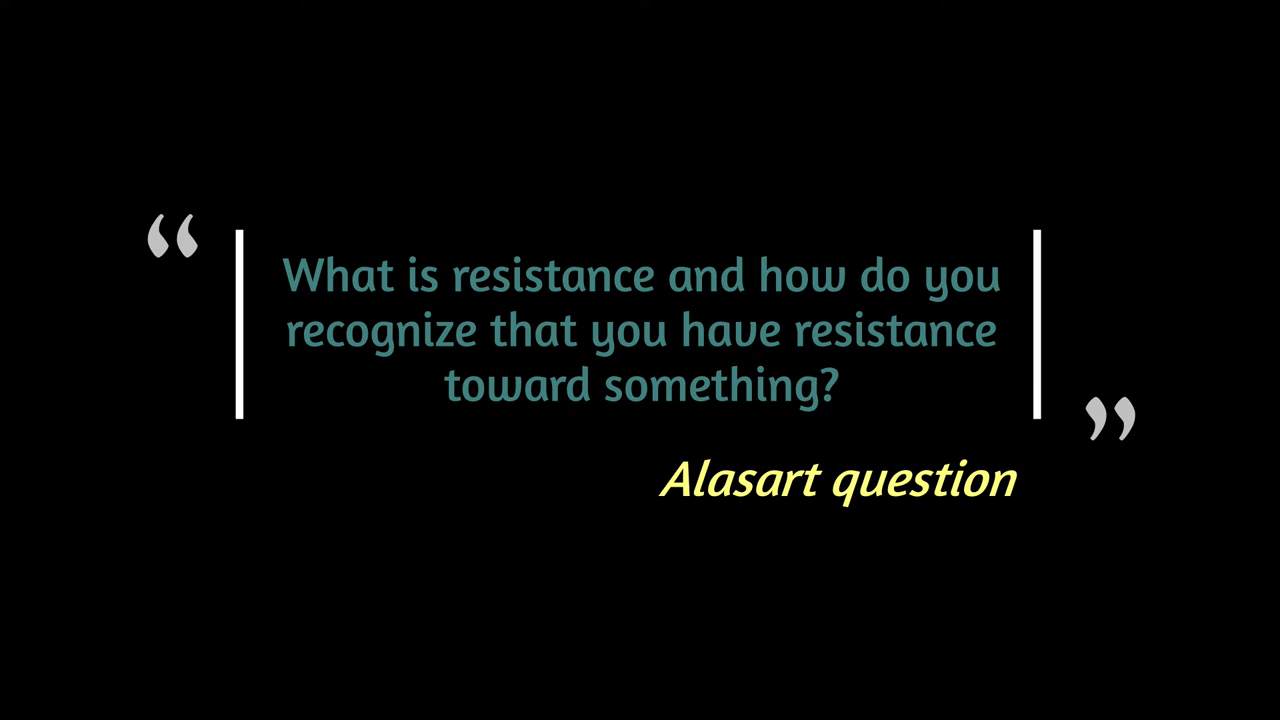 “
What is resistance and how do you
recognize that you have resistance
toward something?
”
Alasart question